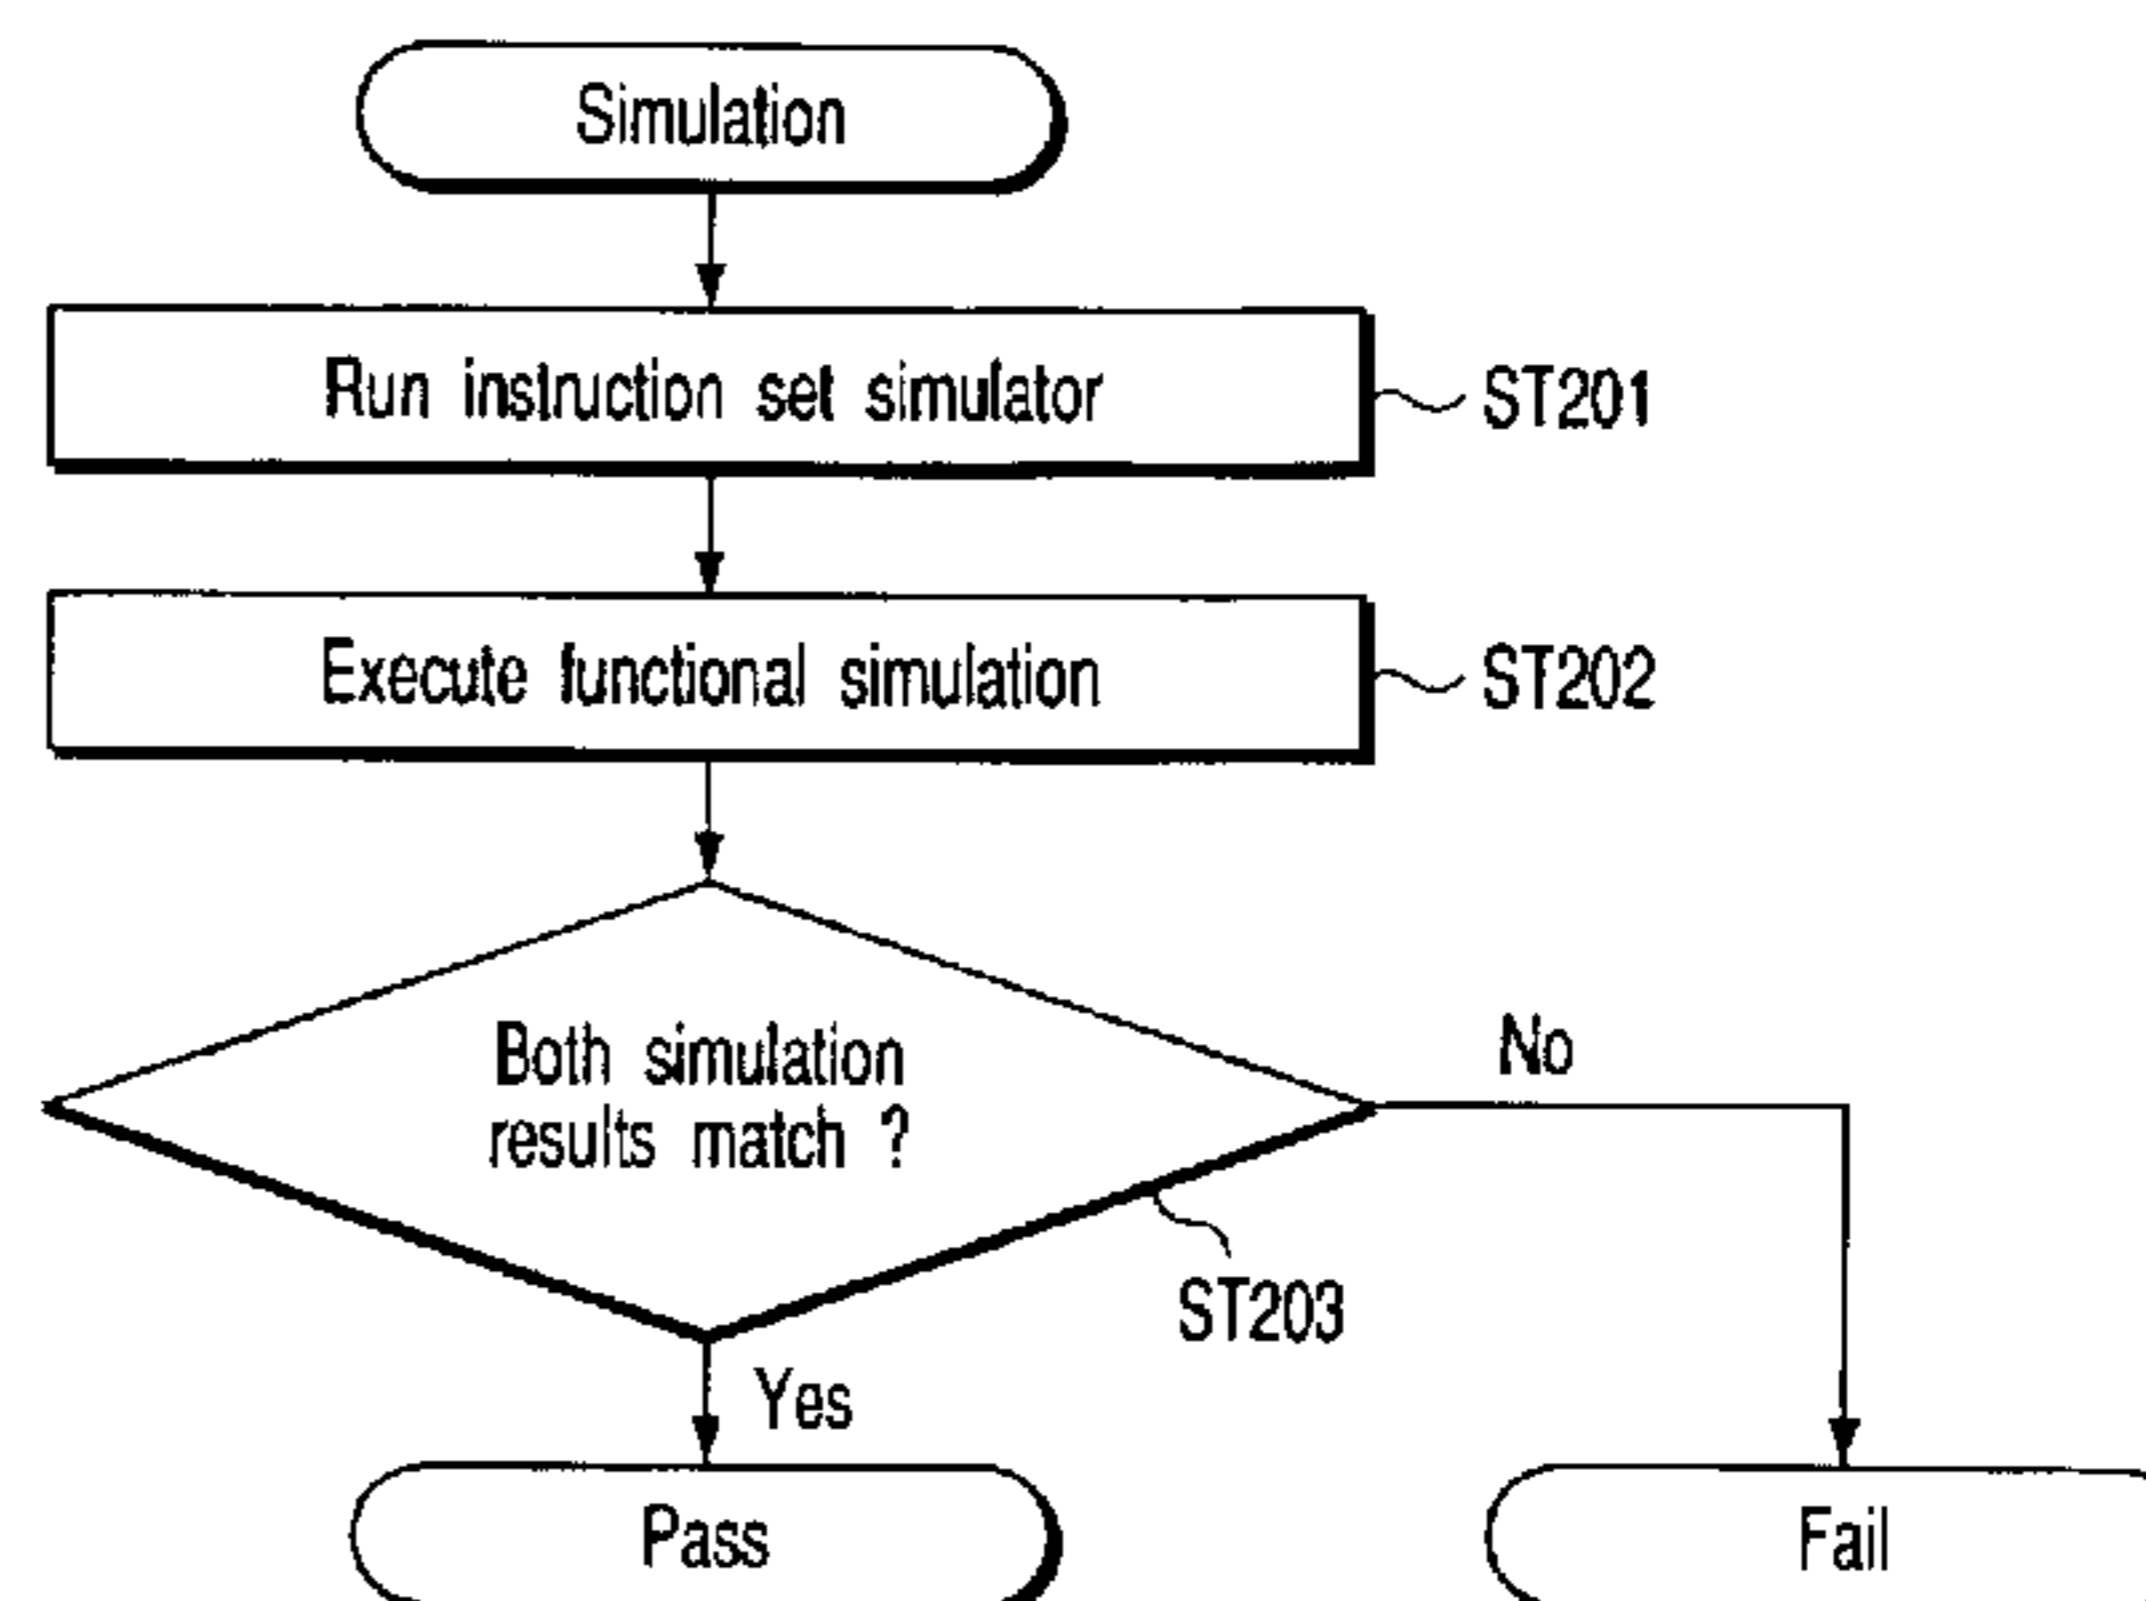 Simulation
Run instruction set simulator
ST201
Execute functional simulation
ST202
Both simulation
results match ?
No
ST203
Yes
Pass
Fail